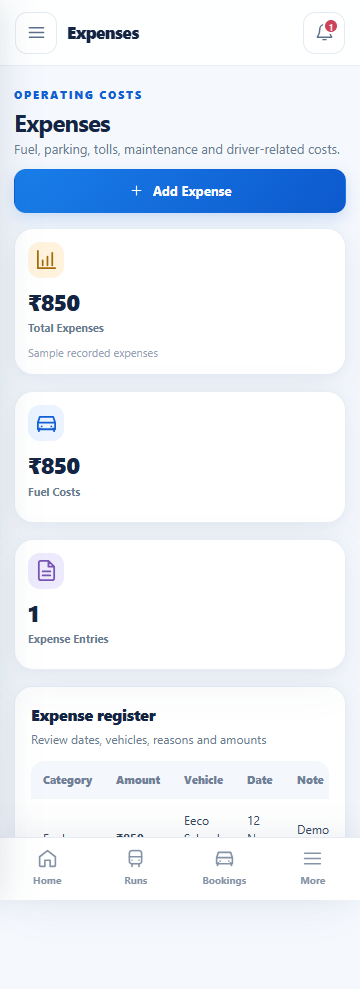 Expenses
1
OPERATING COSTS
Expenses
Fuel, parking, tolls, maintenance and driver-related costs.
+ Add Expense
₹850
Total Expenses
Sample recorded expenses
₹850
Fuel Costs
1
Expense Entries
Expense register
Review dates, vehicles, reasons and amounts
Category Amount Vehicle Date Note
Eeco 12
Demo
Home Runs Bookings More